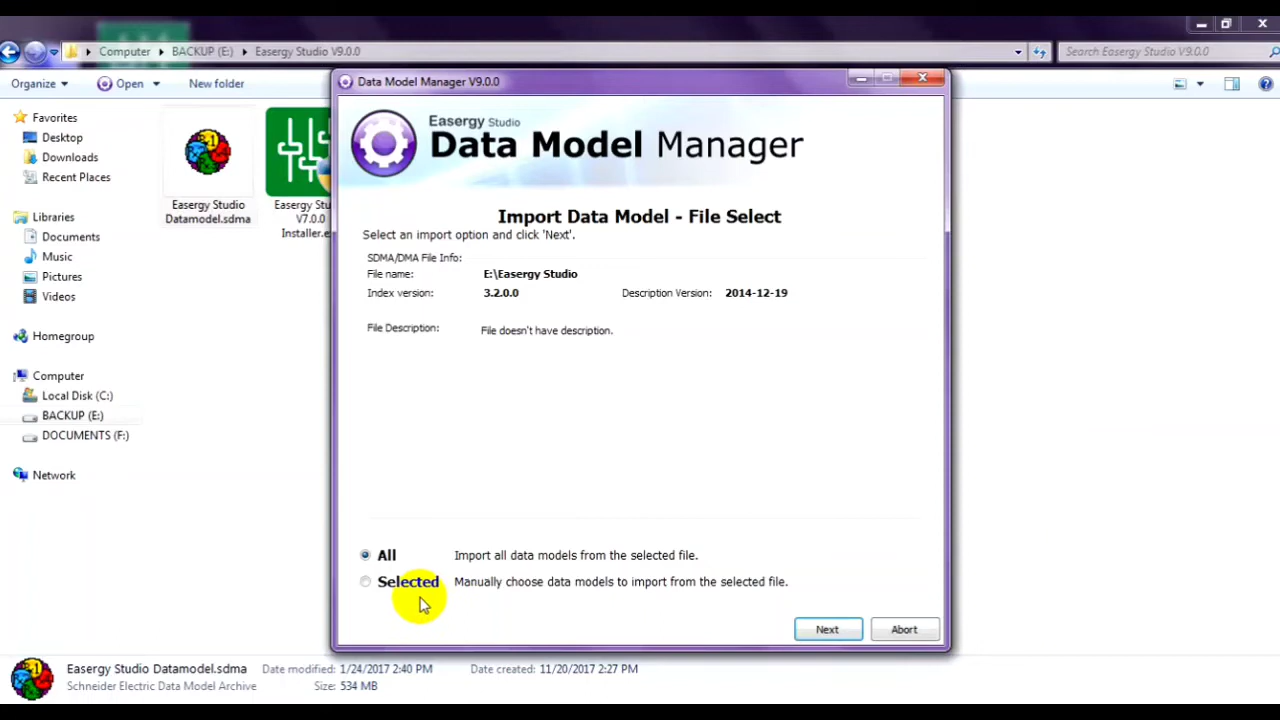 Computer ▸ BACKUP (E:) ▸ Easergy Studio V9.0.0
Search Easergy Studio V9.0.0
Organize
Open
New folder
Favorites
Desktop
Downloads
Recent Places
Libraries
Documents
Music
Pictures
Videos
Homegroup
Computer
Local Disk (C:)
BACKUP (E:)
DOCUMENTS (F:)
Network
Easergy Studio
Datamodel.sdma
Easergy Stu
V7.0.0
Installer.e
Data Model Manager V9.0.0
Easergy Studio
Data Model Manager
Import Data Model - File Select
Select an import option and click 'Next'.
SDMA/DMA File Info:
File name: E:\Easergy Studio
Index version: 3.2.0.0 Description Version: 2014-12-19
File Description: File doesn't have description.
All Import all data models from the selected file.
Selected Manually choose data models to import from the selected file.
Next Abort
Easergy Studio Datamodel.sdma Date modified: 1/24/2017 2:40 PM Date created: 11/20/2017 2:27 PM
Schneider Electric Data Model Archive Size: 534 MB